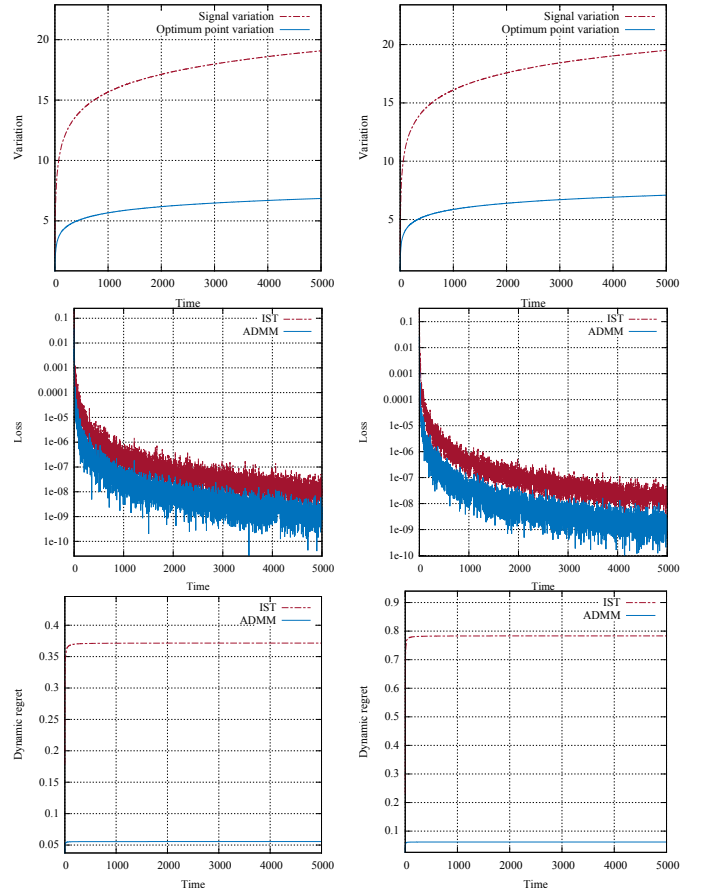 Signal variation
Optimum point variation
20
15
10
5
Variation
0 1000 2000 3000 4000 5000
Time
Signal variation
Optimum point variation
20
15
10
5
Variation
0 1000 2000 3000 4000 5000
Time
IST
ADMM
0.1
0.01
0.001
0.0001
1e-05
1e-06
1e-07
1e-08
1e-09
1e-10
Loss
0 1000 2000 3000 4000 5000
Time
IST
ADMM
0.1
0.01
0.001
0.0001
1e-05
1e-06
1e-07
1e-08
1e-09
1e-10
Loss
0 1000 2000 3000 4000 5000
Time
IST
ADMM
0.4
0.35
0.3
0.25
0.2
0.15
0.1
0.05
Dynamic regret
0 1000 2000 3000 4000 5000
Time
IST
ADMM
0.9
0.8
0.7
0.6
0.5
0.4
0.3
0.2
0.1
Dynamic regret
0 1000 2000 3000 4000 5000
Time